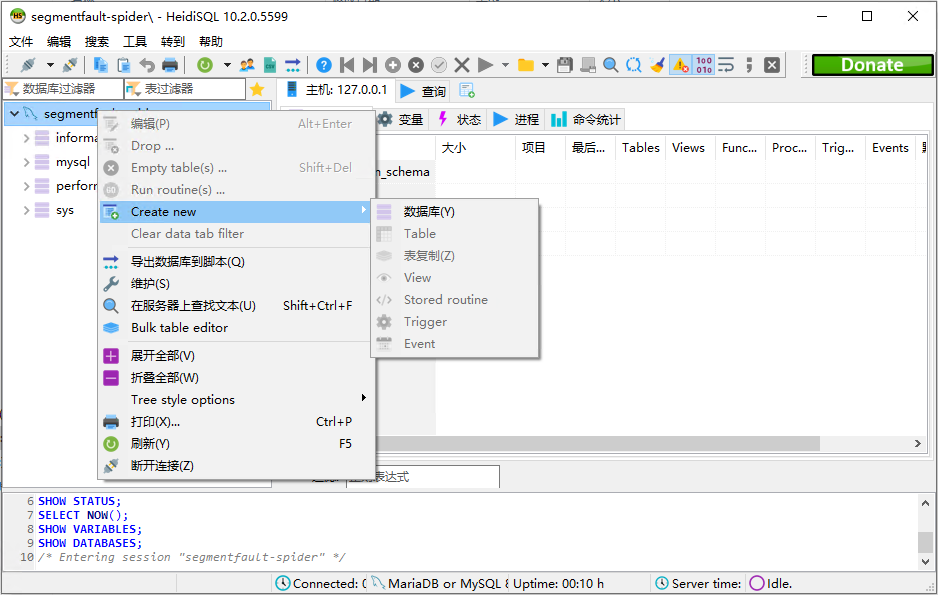 segmentfault-spider\ - HeidiSQL 10.2.0.5599
文件 编辑 搜索 工具 转到 帮助
Donate
数据库过滤器 表过滤器 主机: 127.0.0.1 查询
变量 状态 进程 命令统计
大小 项目 最后... Tables Views Func... Proc... Trig... Events
mysql
sys
编辑(P) Alt+Enter
Drop ...
Empty table(s) ... Shift+Del
Run routine(s) ...
Create new
Clear data tab filter
导出数据库到脚本(Q)
维护(S)
在服务器上查找文本(U) Shift+Ctrl+F
Bulk table editor
展开全部(V)
折叠全部(W)
Tree style options
打印(X)... Ctrl+P
刷新(Y) F5
断开连接(Z)
数据库(Y)
Table
表复制(Z)
View
Stored routine
Trigger
Event
n_schema
表达式
6 SHOW STATUS;
7 SELECT NOW();
8 SHOW VARIABLES;
9 SHOW DATABASES;
10 /* Entering session "segmentfault-spider" */
Connected: MariaDB or MySQL Uptime: 00:10 h Server time: Idle.